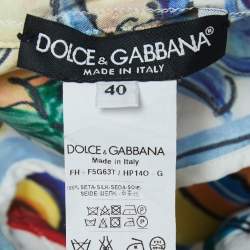 DOLCE & GABBANA®
MADE IN ITALY
40
DOLCE & GABBANA
Made in Italy
FH - F5G63T / HP140 - G
100% SETA-SILK-SEDA-SOIE